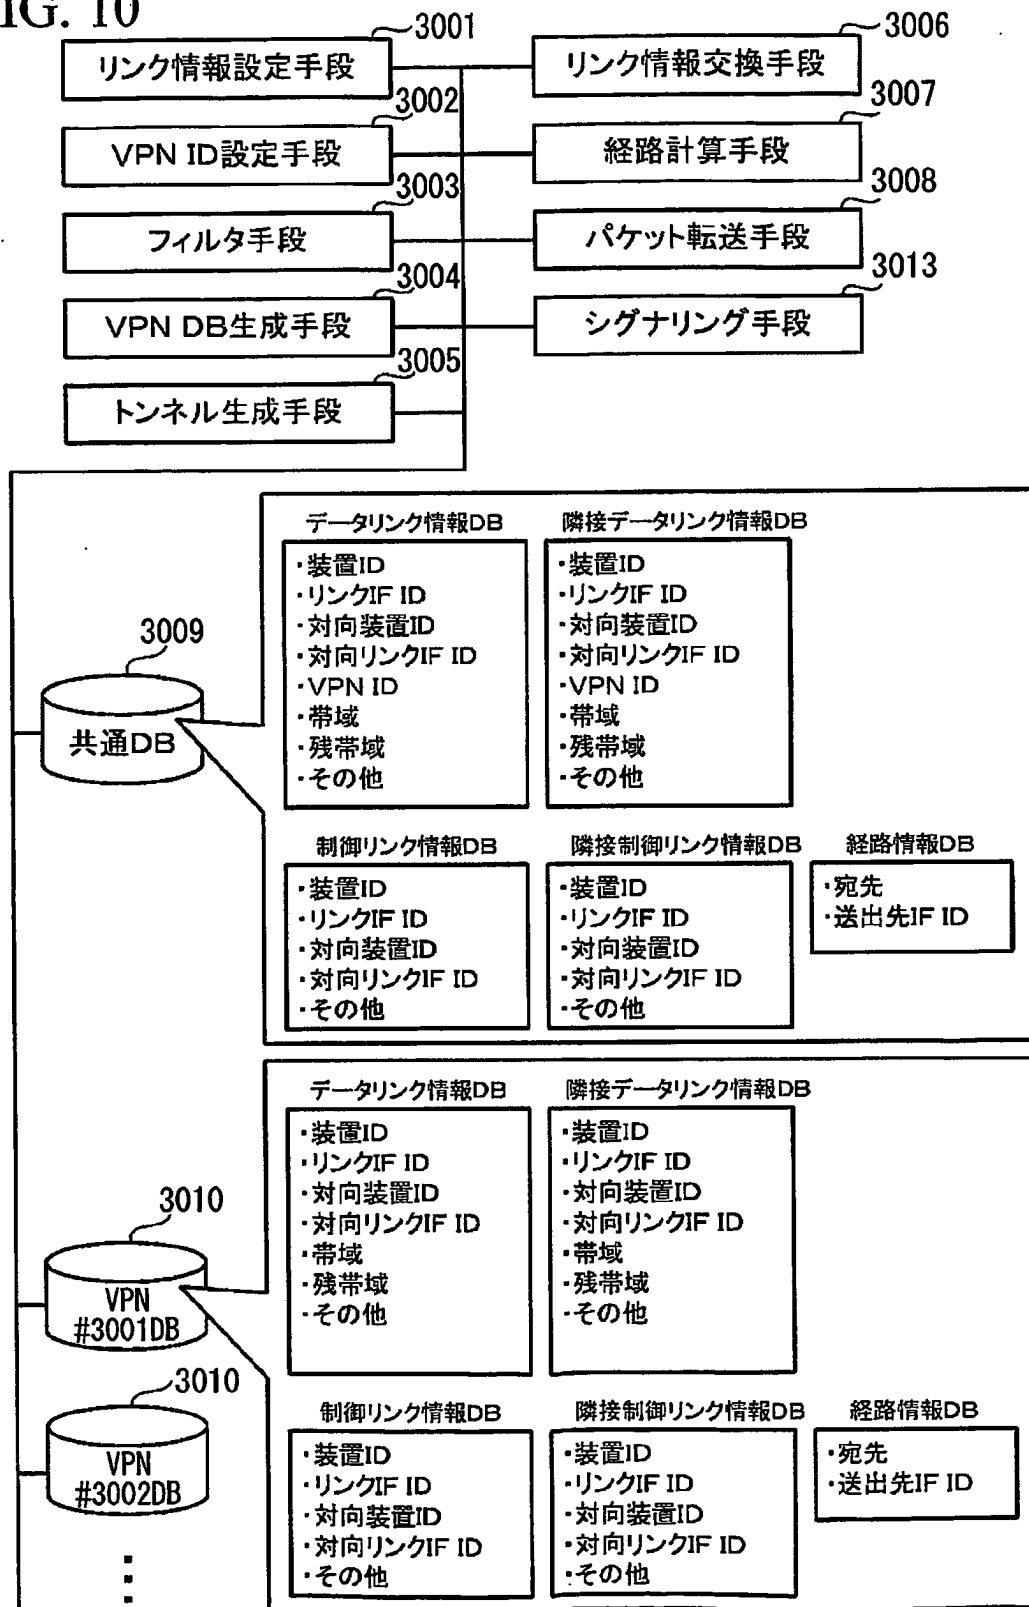 IG. 10
3001
リンク情報設定手段
3006
リンク情報交換手段
3002
VPN ID設定手段
3007
経路計算手段
3003
フィルタ手段
3008
パケット転送手段
3004
VPN DB生成手段
3013
シグナリング手段
3005
トンネル生成手段
3009
共通DB
データリンク情報DB
・装置ID
・リンクIF ID
・対向装置ID
・対向リンクIF ID
・VPN ID
・帯域
・残帯域
・その他
隣接データリンク情報DB
・装置ID
・リンクIF ID
・対向装置ID
・対向リンクIF ID
・VPN ID
・帯域
・残帯域
・その他
制御リンク情報DB
・装置ID
・リンクIF ID
・対向装置ID
・対向リンクIF ID
・その他
隣接制御リンク情報DB
・装置ID
・リンクIF ID
・対向装置ID
・対向リンクIF ID
・その他
経路情報DB
・宛先
・送出先IF ID
3010
VPN
#3001DB
データリンク情報DB
・装置ID
・リンクIF ID
・対向装置ID
・対向リンクIF ID
・帯域
・残帯域
・その他
隣接データリンク情報DB
・装置ID
・リンクIF ID
・対向装置ID
・対向リンクIF ID
・帯域
・残帯域
・その他
3010
VPN
#3002DB
制御リンク情報DB
・装置ID
・リンクIF ID
・対向装置ID
・対向リンクIF ID
・その他
隣接制御リンク情報DB
・装置ID
・リンクIF ID
・対向装置ID
・対向リンクIF ID
・その他
経路情報DB
・宛先
・送出先IF ID